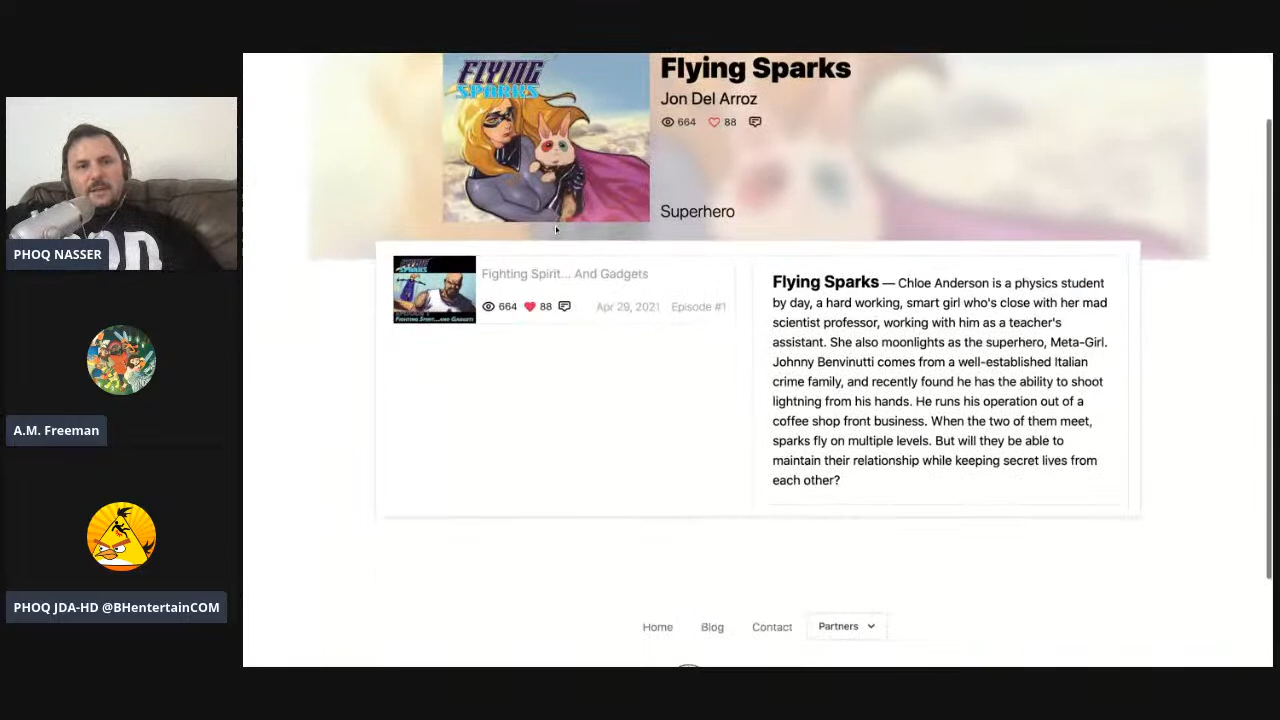 PHOQ NASSER
A.M. Freeman
PHOQ JDA-HD @BHentertainCOM
FLYING
SPARKS
Flying Sparks
Jon Del Arroz
664 88
Superhero
FLYING
SPARKS
FIGHTING SPIRIT...AND GADGETS
Fighting Spirit... And Gadgets
664 88 Apr 29, 2021 Episode #1
Flying Sparks — Chloe Anderson is a physics student
by day, a hard working, smart girl who's close with her mad
scientist professor, working with him as a teacher's
assistant. She also moonlights as the superhero, Meta-Girl.
Johnny Benvinutti comes from a well-established Italian
crime family, and recently found he has the ability to shoot
lightning from his hands. He runs his operation out of a
coffee shop front business. When the two of them meet,
sparks fly on multiple levels. But will they be able to
maintain their relationship while keeping secret lives from
each other?
Home Blog Contact Partners